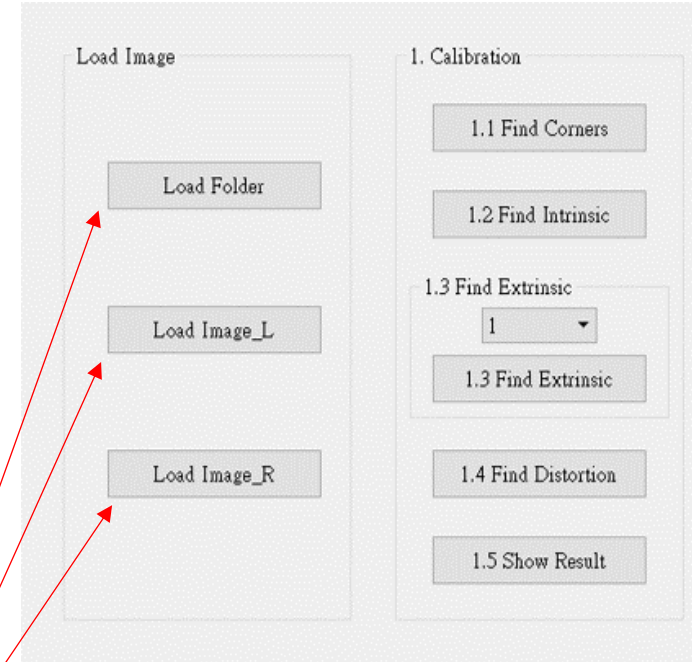 Load Image
Load Folder
Load Image_L
Load Image_R
1. Calibration
1.1 Find Corners
1.2 Find Intrinsic
1.3 Find Extrinsic
1
1.3 Find Extrinsic
1.4 Find Distortion
1.5 Show Result